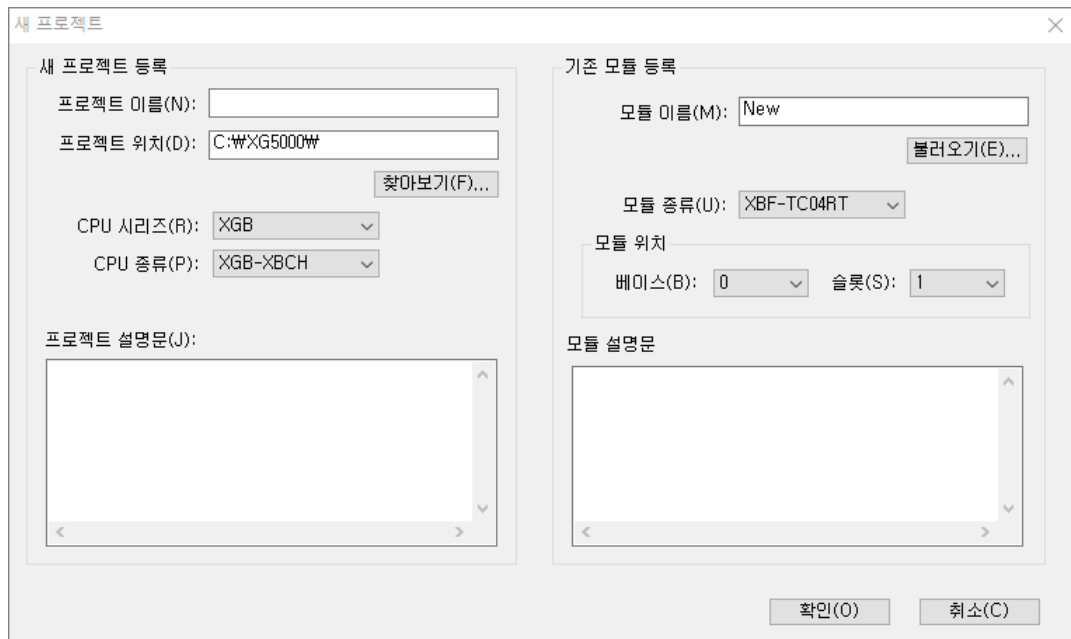 새 프로젝트
새 프로젝트 등록
프로젝트 이름(N):
프로젝트 위치(D): C:₩XG5000₩
찾아보기(F)...
CPU 시리즈(R): XGB
CPU 종류(P): XGB-XBCH
프로젝트 설명문(J):
기존 모듈 등록
모듈 이름(M): New
불러오기(E)...
모듈 종류(U): XBF-TC04RT
모듈 위치
베이스(B): 0 슬롯(S): 1
모듈 설명문
확인(O) 취소(C)